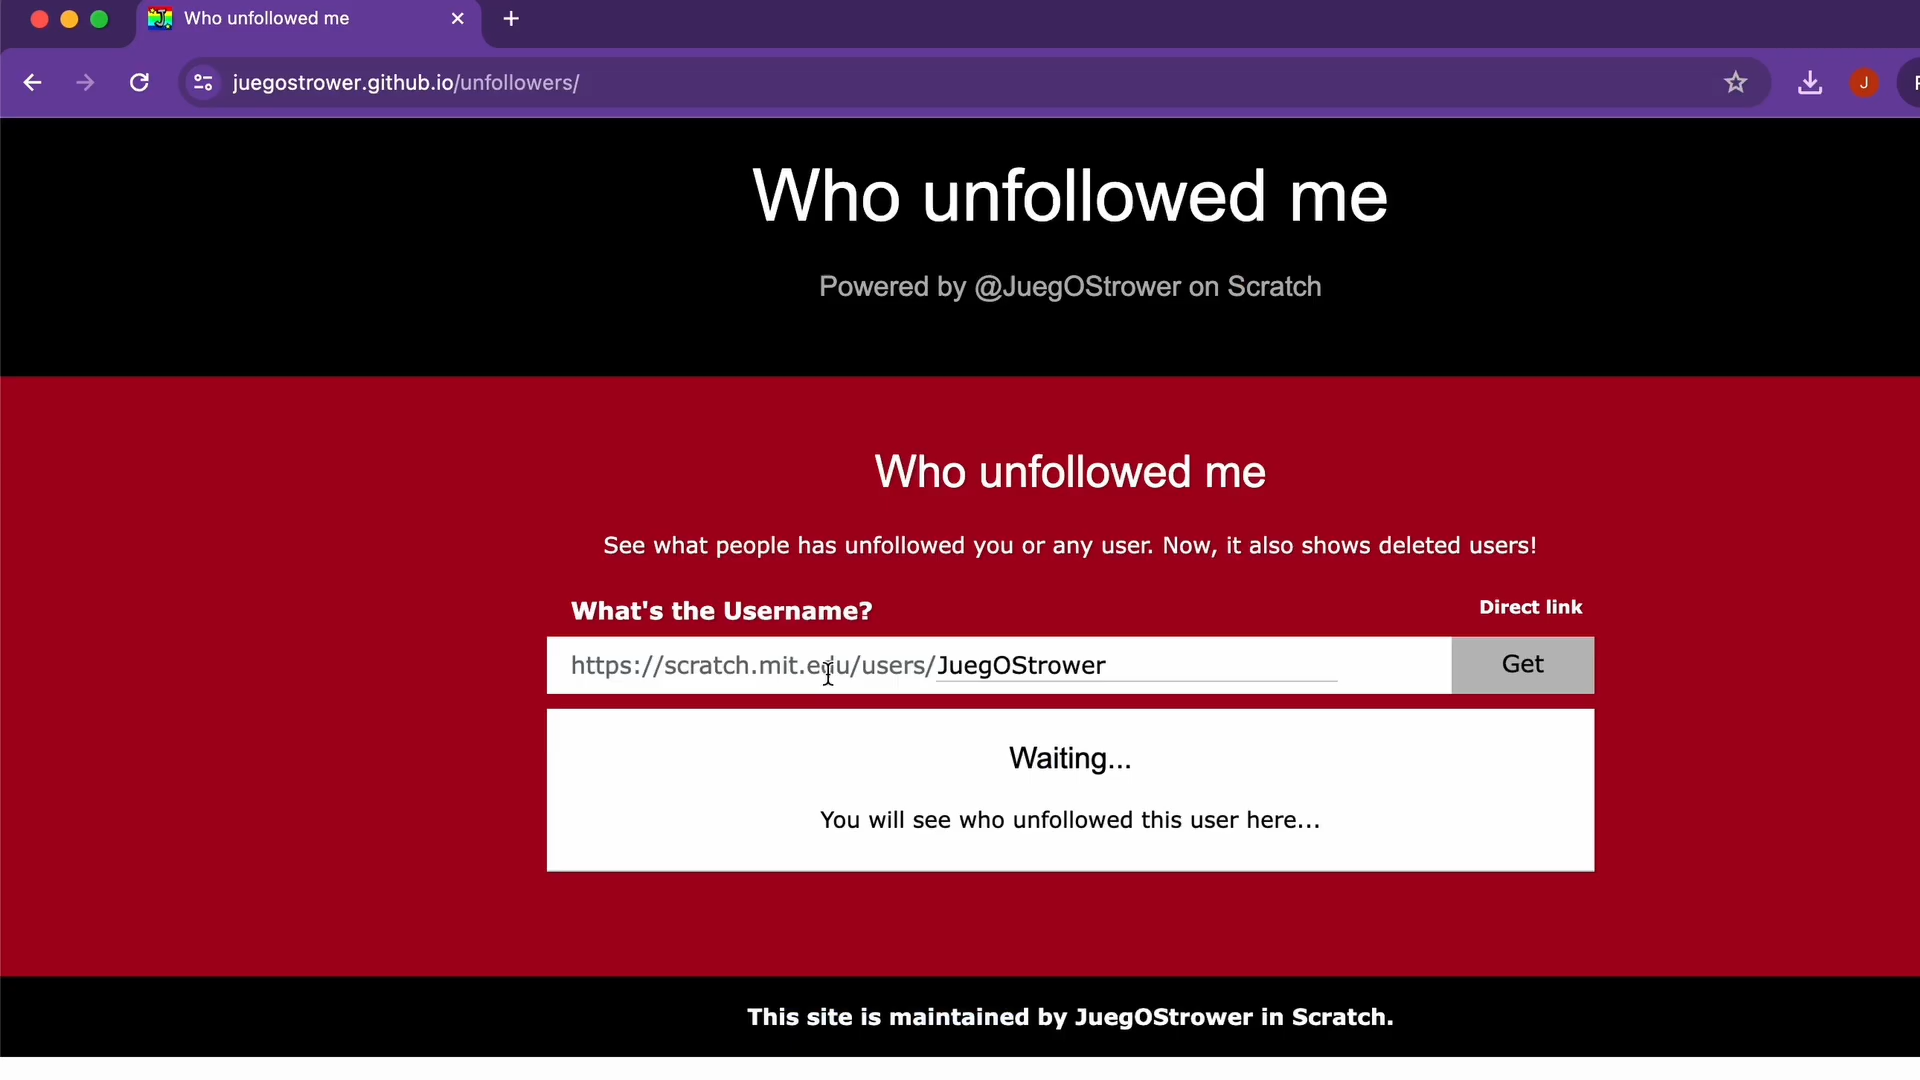 Who unfollowed me
juegostrower.github.io/unfollowers/
J
Who unfollowed me
Powered by @JuegOStrower on Scratch
Who unfollowed me
See what people has unfollowed you or any user. Now, it also shows deleted users!
What's the Username?
Direct link
https://scratch.mit.edu/users/JuegOStrower
Get
Waiting...
You will see who unfollowed this user here...
This site is maintained by JuegOStrower in Scratch.